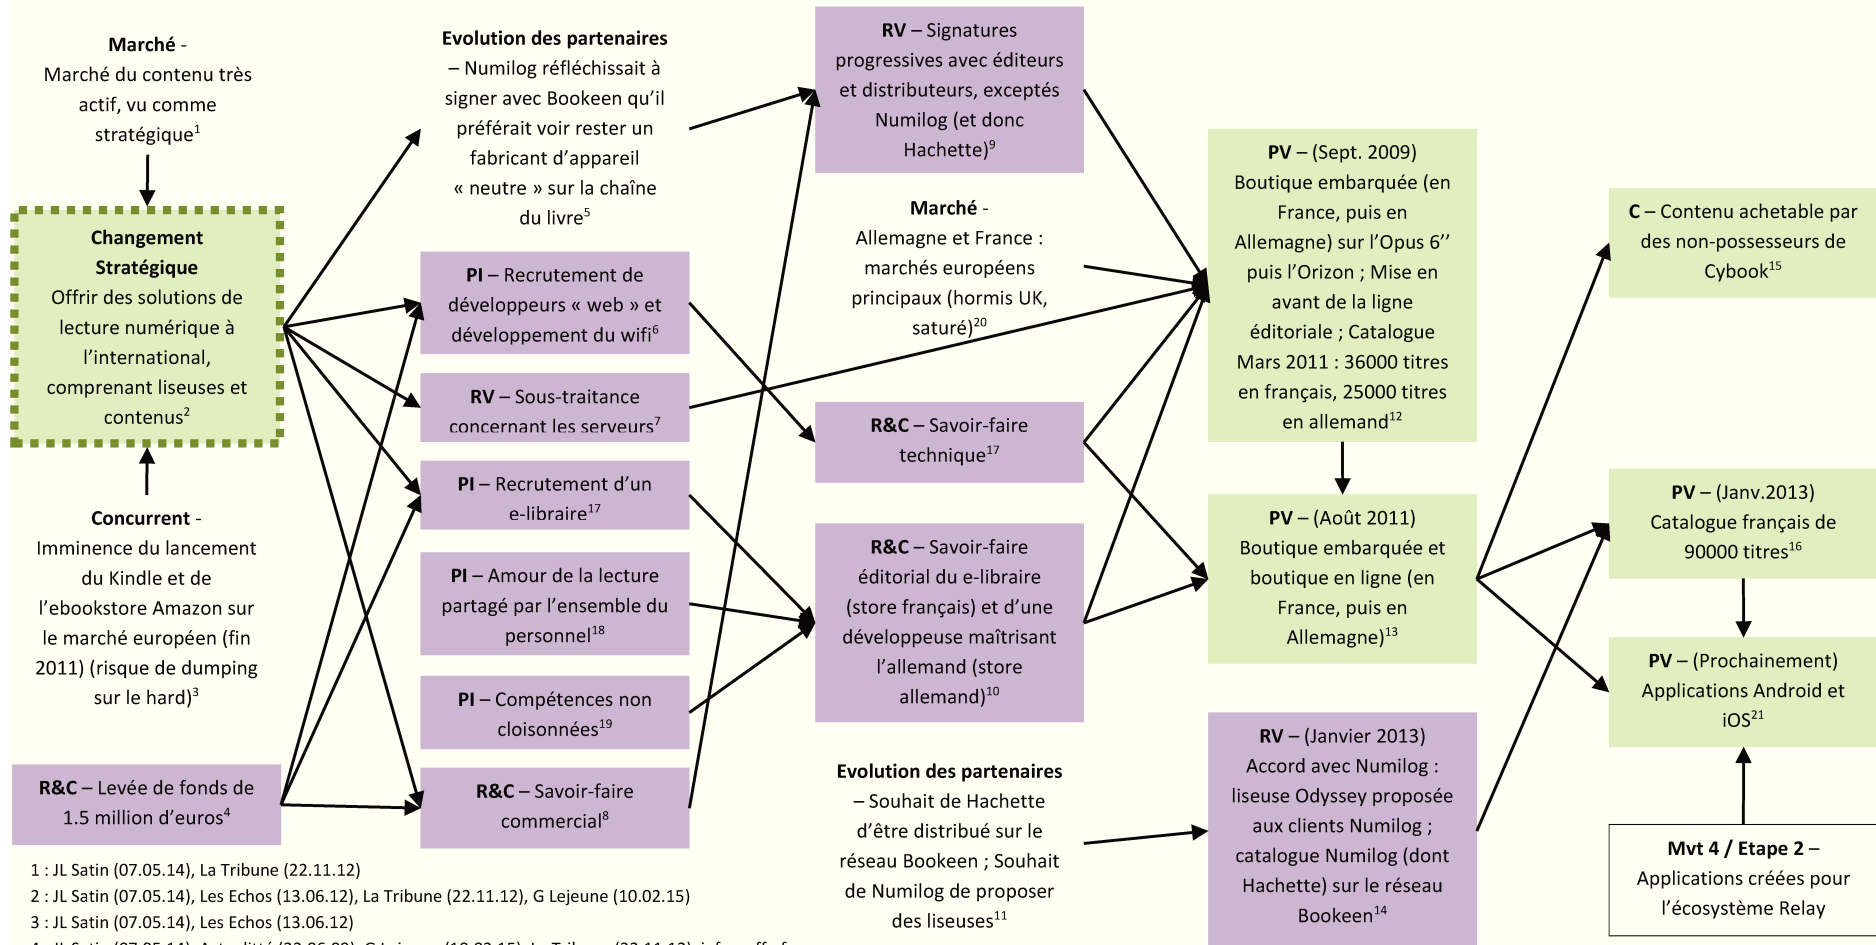 Marché -
Marché du contenu très
actif, vu comme
stratégique1
Changement
Stratégique
Offrir des solutions de
lecture numérique à
l'international,
comprenant liseuses et
contenus2
Concurrent -
Imminence du lancement
du Kindle et de
l'ebookstore Amazon sur
le marché européen (fin
2011) (risque de dumping
sur le hard)3
R&C – Levée de fonds de
1.5 million d'euros4
Evolution des partenaires
– Numilog réfléchissait à
signer avec Bookeen qu'il
préférait voir rester un
fabricant d'appareil
« neutre » sur la chaîne
du livre5
PI – Recrutement de
développeurs « web » et
développement du wifi6
RV – Sous-traitance
concernant les serveurs7
PI – Recrutement d'un
e-libraire17
PI – Amour de la lecture
partagé par l'ensemble du
personnel18
PI – Compétences non
cloisonnées19
R&C – Savoir-faire
commercial8
RV – Signatures
progressives avec éditeurs
et distributeurs, exceptés
Numilog (et donc
Hachette)9
Marché -
Allemagne et France :
marchés européens
principaux (hormis UK,
saturé)20
R&C – Savoir-faire
technique17
R&C – Savoir-faire
éditorial du e-libraire
(store français) et d'une
développeuse maîtrisant
l'allemand (store
allemand)10
Evolution des partenaires
– Souhait de Hachette
d'être distribué sur le
réseau Bookeen ; Souhait
de Numilog de proposer
des liseuses11
PV – (Sept. 2009)
Boutique embarquée (en
France, puis en
Allemagne) sur l'Opus 6''
puis l'Orizon ; Mise en
avant de la ligne
éditoriale ; Catalogue
Mars 2011 : 36000 titres
en français, 25000 titres
en allemand12
PV – (Août 2011)
Boutique embarquée et
boutique en ligne (en
France, puis en
Allemagne)13
RV – (Janvier 2013)
Accord avec Numilog :
liseuse Odyssey proposée
aux clients Numilog ;
catalogue Numilog (dont
Hachette) sur le réseau
Bookeen14
C – Contenu achetable par
des non-possesseurs de
Cybook15
PV – (Janv.2013)
Catalogue français de
90000 titres16
PV – (Prochainement)
Applications Android et
iOS21
Mvt 4 / Etape 2 –
Applications créées pour
l'écosystème Relay
1 : JL Satin (07.05.14), La Tribune (22.11.12)
2 : JL Satin (07.05.14), Les Echos (13.06.12), La Tribune (22.11.12), G Lejeune (10.02.15)
3 : JL Satin (07.05.14), Les Echos (13.06.12)